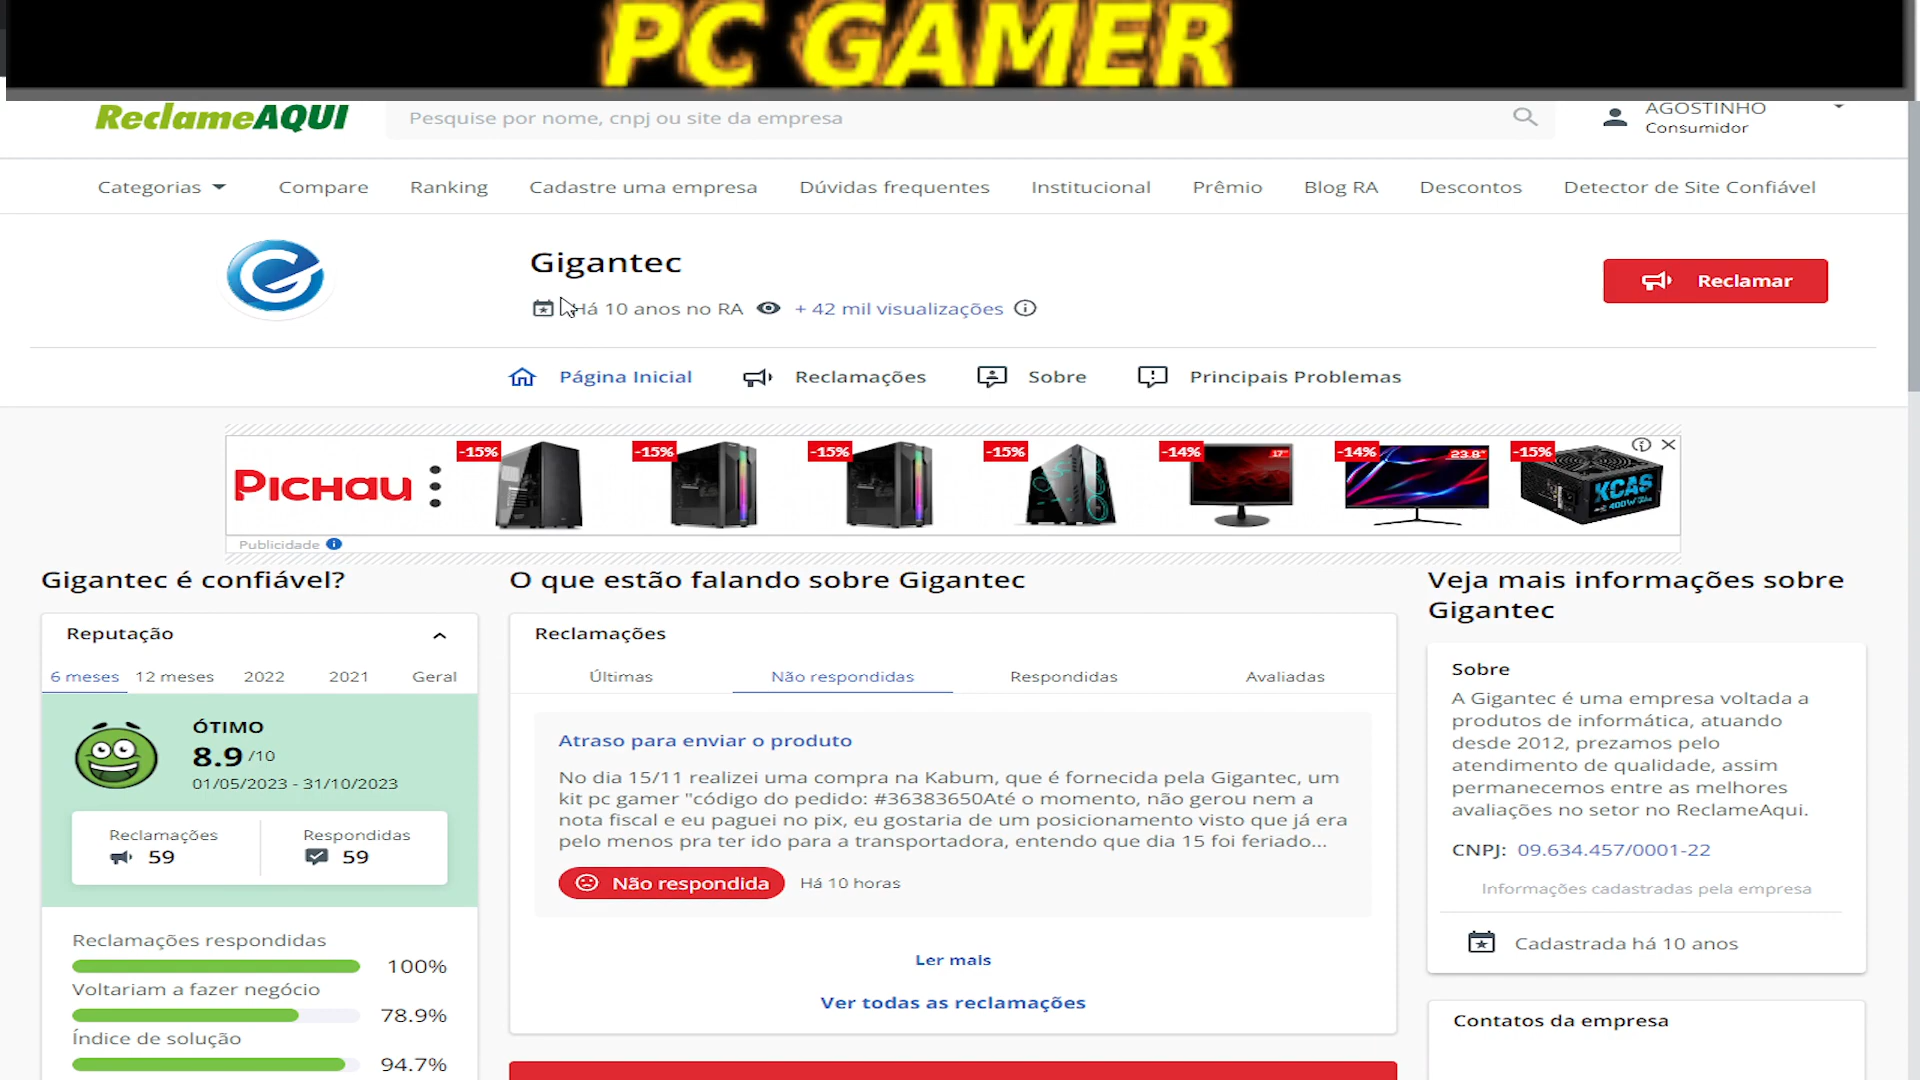 PC GAMER
ReclameAQUI
Pesquise por nome, cnpj ou site da empresa
AGOSTINHO
Consumidor
Categorias
Compare
Ranking
Cadastre uma empresa
Dúvidas frequentes
Institucional
Prêmio
Blog RA
Descontos
Detector de Site Confiável
Gigantec
Há 10 anos no RA
+ 42 mil visualizações
Reclamar
Página Inicial
Reclamações
Sobre
Principais Problemas
PICHAU
-15%
-15%
-15%
-15%
-14%
17"
-14%
23.8"
-15%
KCAS
400W
Publicidade
Gigantec é confiável?
Reputação
6 meses
12 meses
2022
2021
Geral
ÓTIMO
8.9 /10
01/05/2023 - 31/10/2023
Reclamações
59
Respondidas
59
Reclamações respondidas
100%
Voltariam a fazer negócio
78.9%
Índice de solução
94.7%
O que estão falando sobre Gigantec
Reclamações
Últimas
Não respondidas
Respondidas
Avaliadas
Atraso para enviar o produto
No dia 15/11 realizei uma compra na Kabum, que é fornecida pela Gigantec, um
kit pc gamer "código do pedido: #36383650Até o momento, não gerou nem a
nota fiscal e eu paguei no pix, eu gostaria de um posicionamento visto que já era
pelo menos pra ter ido para a transportadora, entendo que dia 15 foi feriado...
Não respondida
Há 10 horas
Ler mais
Ver todas as reclamações
Veja mais informações sobre
Gigantec
Sobre
A Gigantec é uma empresa voltada a
produtos de informática, atuando
desde 2012, prezamos pelo
atendimento de qualidade, assim
permanecemos entre as melhores
avaliações no setor no ReclameAqui.
CNPJ: 09.634.457/0001-22
Informações cadastradas pela empresa
Cadastrada há 10 anos
Contatos da empresa